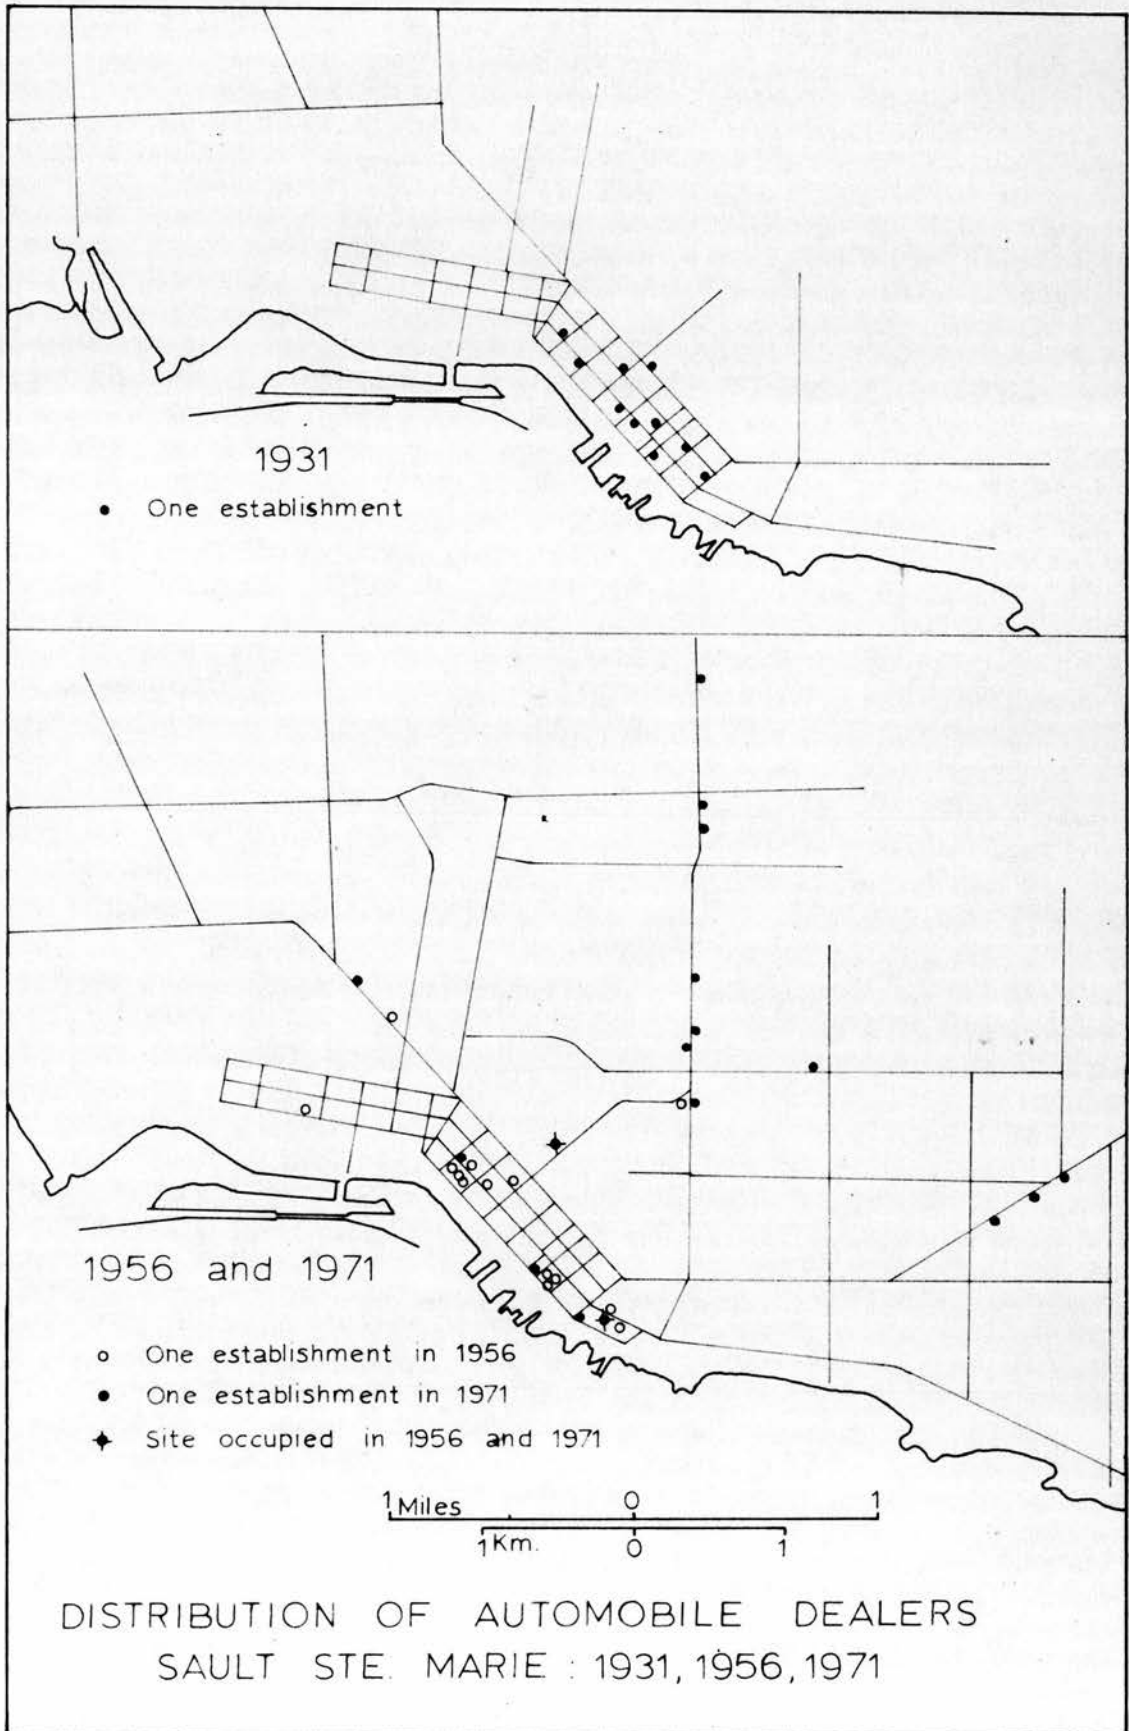 1931
One establishment
1956 and 1971
One establishment in 1956
One establishment in 1971
Site occupied in 1956 and 1971
1 Miles 0 1
1 Km. 0 1
DISTRIBUTION OF AUTOMOBILE DEALERS
SAULT STE. MARIE : 1931, 1956, 1971